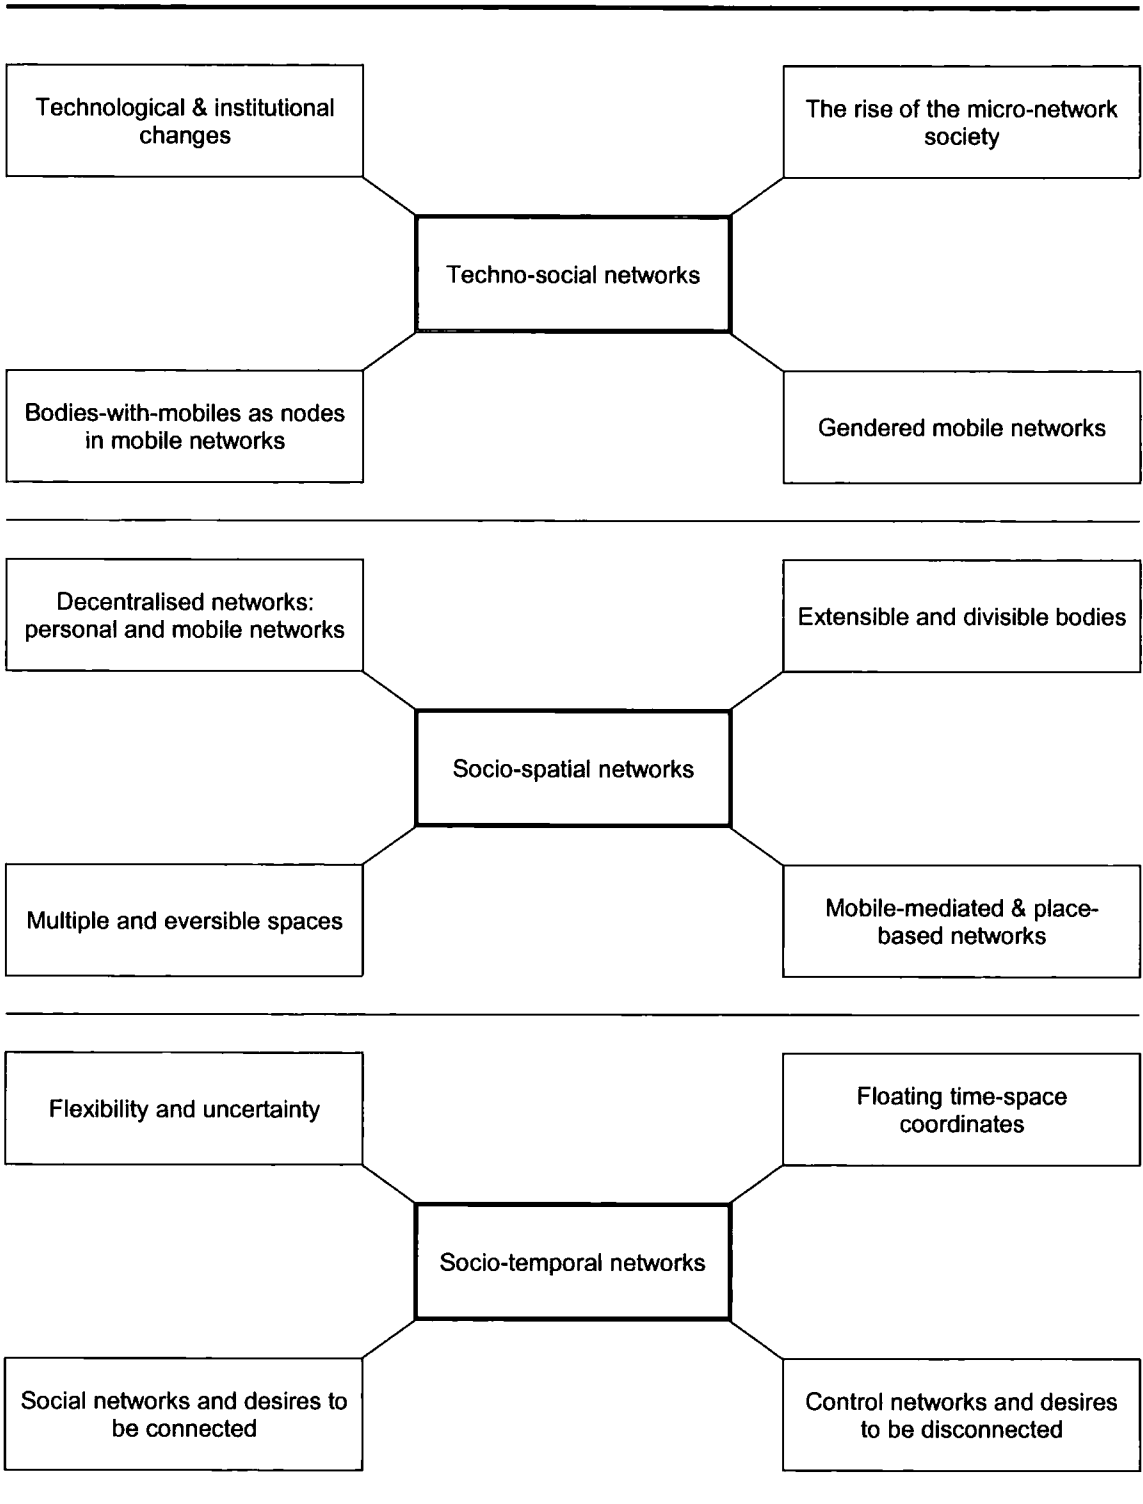 Technological & institutional
changes
The rise of the micro-network
society
Techno-social networks
Bodies-with-mobiles as nodes
in mobile networks
Gendered mobile networks
Decentralised networks:
personal and mobile networks
Extensible and divisible bodies
Socio-spatial networks
Multiple and eversible spaces
Mobile-mediated & place-
based networks
Flexibility and uncertainty
Floating time-space
coordinates
Socio-temporal networks
Social networks and desires to
be connected
Control networks and desires
to be disconnected